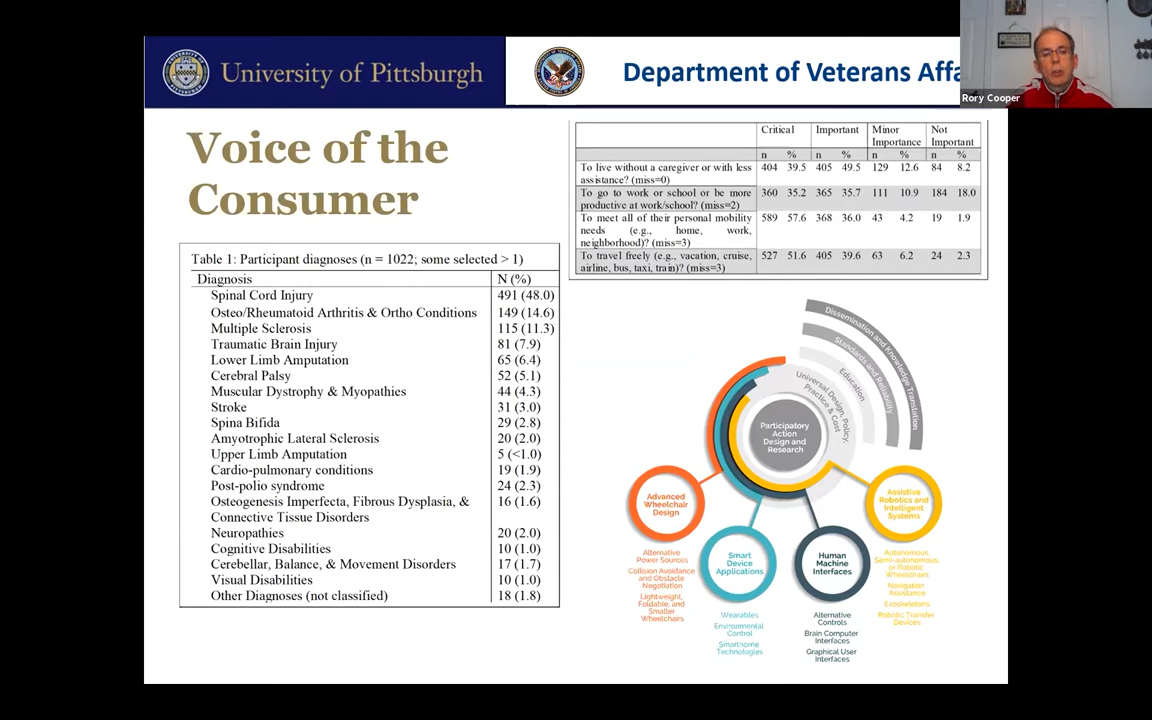 University of Pittsburgh
Department of Veterans Affa
Rory Cooper
Voice of the
Consumer
Critical Important Minor Importance Not Important
n % n % n % n %
To live without a caregiver or with less assistance? (miss=0) 404 39.5 405 49.5 129 12.6 84 8.2
To go to work or school or be more productive at work/school? (miss=2) 360 35.2 365 35.7 111 10.9 184 18.0
To meet all of their personal mobility needs (e.g., home, work, neighborhood)? (miss=3) 589 57.6 368 36.0 43 4.2 19 1.9
To travel freely (e.g., vacation, cruise, airline, bus, taxi, train)? (miss=3) 527 51.6 405 39.6 63 6.2 24 2.3
Table 1: Participant diagnoses (n = 1022; some selected > 1)
Diagnosis N (%)
Spinal Cord Injury 491 (48.0)
Osteo/Rheumatoid Arthritis & Ortho Conditions 149 (14.6)
Multiple Sclerosis 115 (11.3)
Traumatic Brain Injury 81 (7.9)
Lower Limb Amputation 65 (6.4)
Cerebral Palsy 52 (5.1)
Muscular Dystrophy & Myopathies 44 (4.3)
Stroke 31 (3.0)
Spina Bifida 29 (2.8)
Amyotrophic Lateral Sclerosis 20 (2.0)
Upper Limb Amputation 5 (<1.0)
Cardio-pulmonary conditions 19 (1.9)
Post-polio syndrome 24 (2.3)
Osteogenesis Imperfecta, Fibrous Dysplasia, & 16 (1.6)
Connective Tissue Disorders
Neuropathies 20 (2.0)
Cognitive Disabilities 10 (1.0)
Cerebellar, Balance, & Movement Disorders 17 (1.7)
Visual Disabilities 10 (1.0)
Other Diagnoses (not classified) 18 (1.8)
Dissemination and Knowledge Translation
Standards and Reliability
Education
Universal Design, Policy,
Practice & Cost
Participatory
Action
Design and
Research
Advanced
Wheelchair
Design
Alternative
Power Sources
Collision Avoidance
and Obstacle
Negotiation
Lightweight,
Foldable, and
Smaller
Wheelchairs
Smart
Device
Applications
Wearables
Environmental
Control
Smarthome
Technologies
Human
Machine
Interfaces
Alternative
Controls
Brain Computer
Interfaces
Graphical User
Interfaces
Assistive
Robotics and
Intelligent
Systems
Autonomous,
Semi-autonomous,
or Robotic
Wheelchairs
Navigation
Assistance
Exoskeletons
Robotic Transfer
Devices